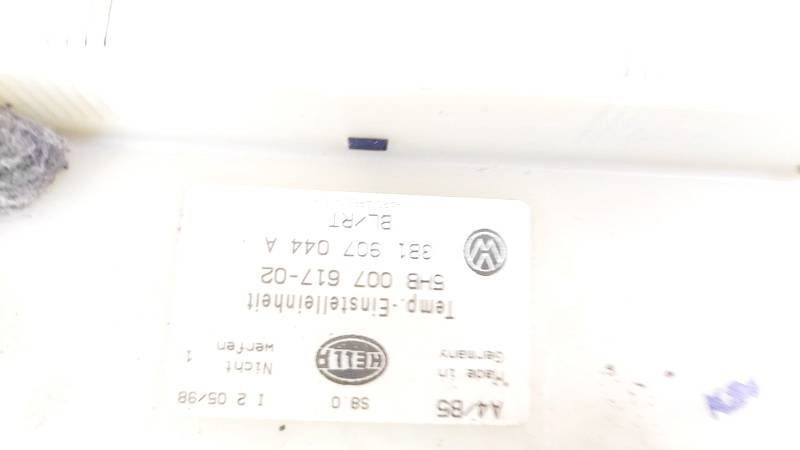 A4/B5 S8.0 I 2 05/98
Made in Germany HELLA Nicht werfen 1
Temp.-Einstelleinheit
5HB 007 617-02
3B1 907 044 A
BL/RT